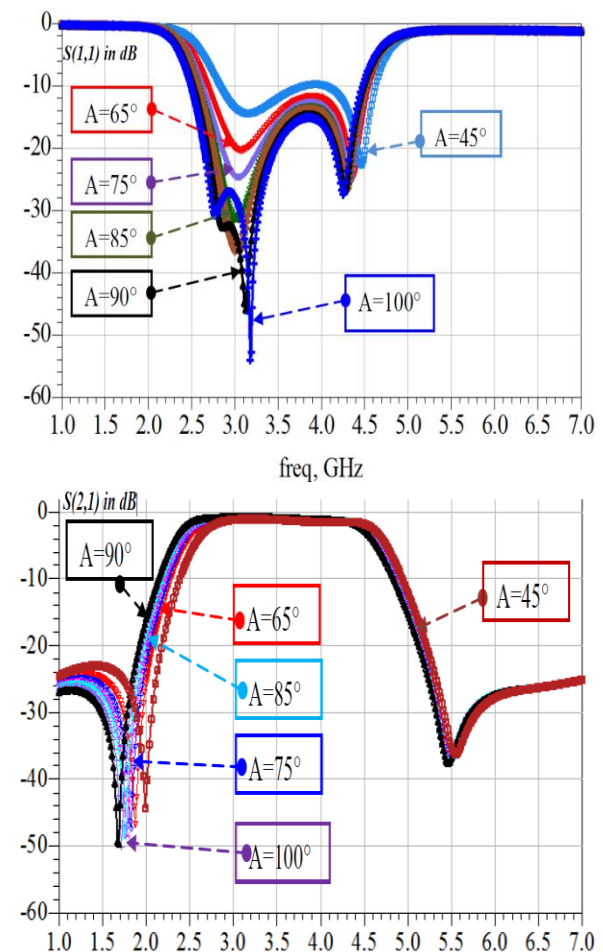 S(1,1) in dB
0
-10
-20
-30
-40
-50
-60
A=65°
A=75°
A=85°
A=90°
A=45°
A=100°
1.0 1.5 2.0 2.5 3.0 3.5 4.0 4.5 5.0 5.5 6.0 6.5 7.0
freq, GHz
S(2,1) in dB
0
-10
-20
-30
-40
-50
-60
A=90°
A=65°
A=85°
A=75°
A=100°
A=45°
1.0 1.5 2.0 2.5 3.0 3.5 4.0 4.5 5.0 5.5 6.0 6.5 7.0